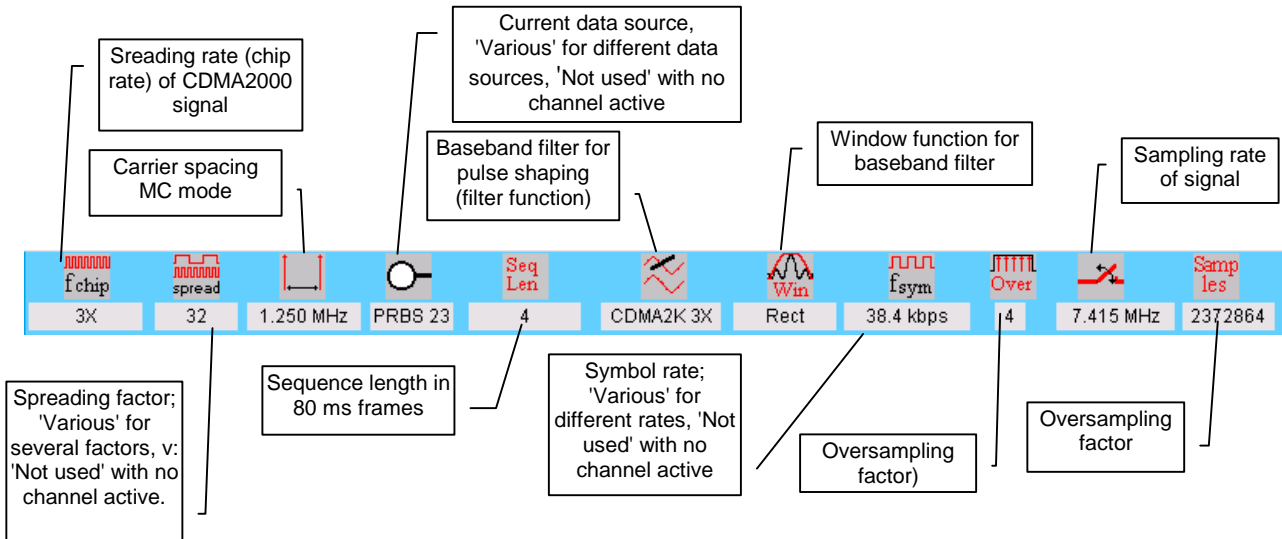 Current data source,
'Various' for different data
sources, 'Not used' with no
channel active
Sreading rate (chip
rate) of CDMA2000
signal
Window function for
baseband filter
Baseband filter for
pulse shaping
(filter function)
Sampling rate
of signal
Carrier spacing
MC mode
fchip
spread
Seq
Len
Win
fsym
Over
Samp
les
3X
32
1.250 MHz
PRBS 23
4
CDMA2K 3X
Rect
38.4 kbps
4
7.415 MHz
2372864
Spreading factor;
'Various' for
several factors, v:
'Not used' with no
channel active.
Sequence length in
80 ms frames
Symbol rate;
'Various' for
different rates, 'Not
used' with no
channel active
Oversampling
factor)
Oversampling
factor